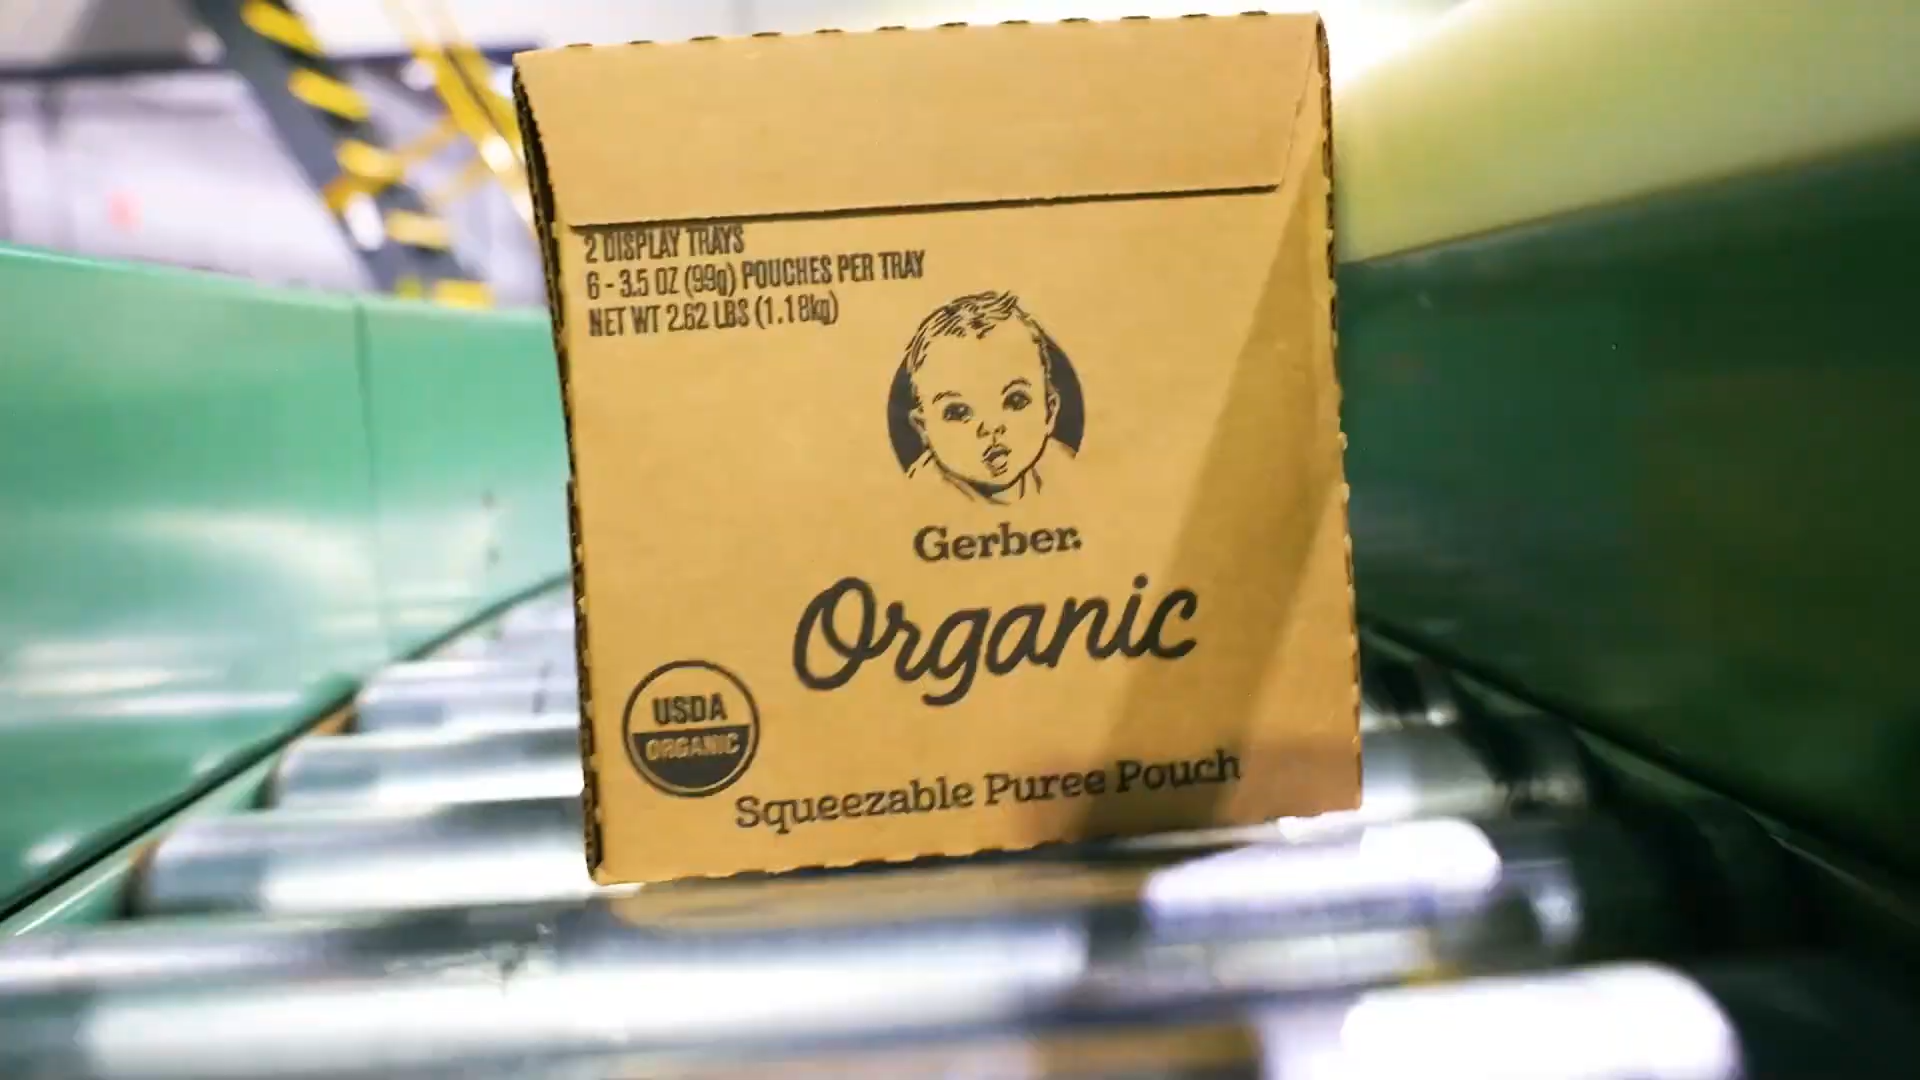 2 DISPLAY TRAYS
6 - 3.5 OZ (99g) POUCHES PER TRAY
NET WT 2.62 LBS (1.18kg)
Gerber.
Organic
USDA
ORGANIC
Squeezable Puree Pouch